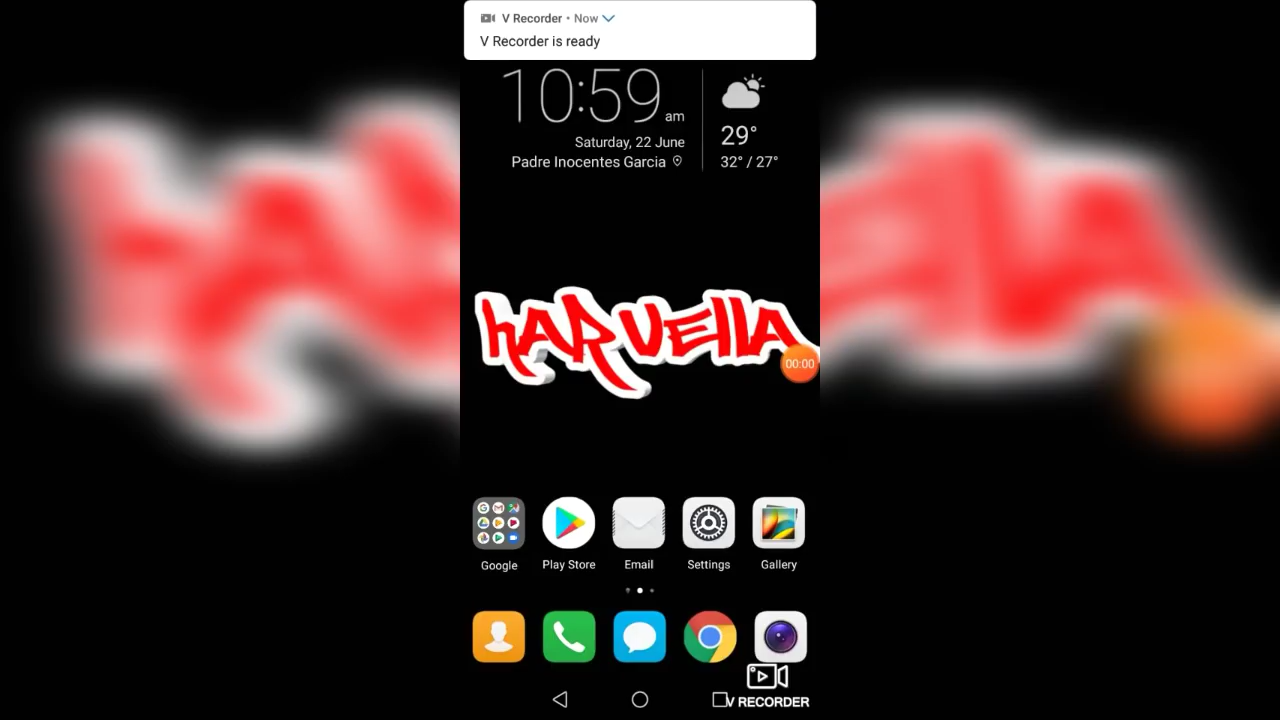 V Recorder • Now
V Recorder is ready
10:59 am
Saturday, 22 June
Padre Inocentes Garcia
29°
32° / 27°
hARVEllA
00:00
Google
Play Store
Email
Settings
Gallery
V RECORDER